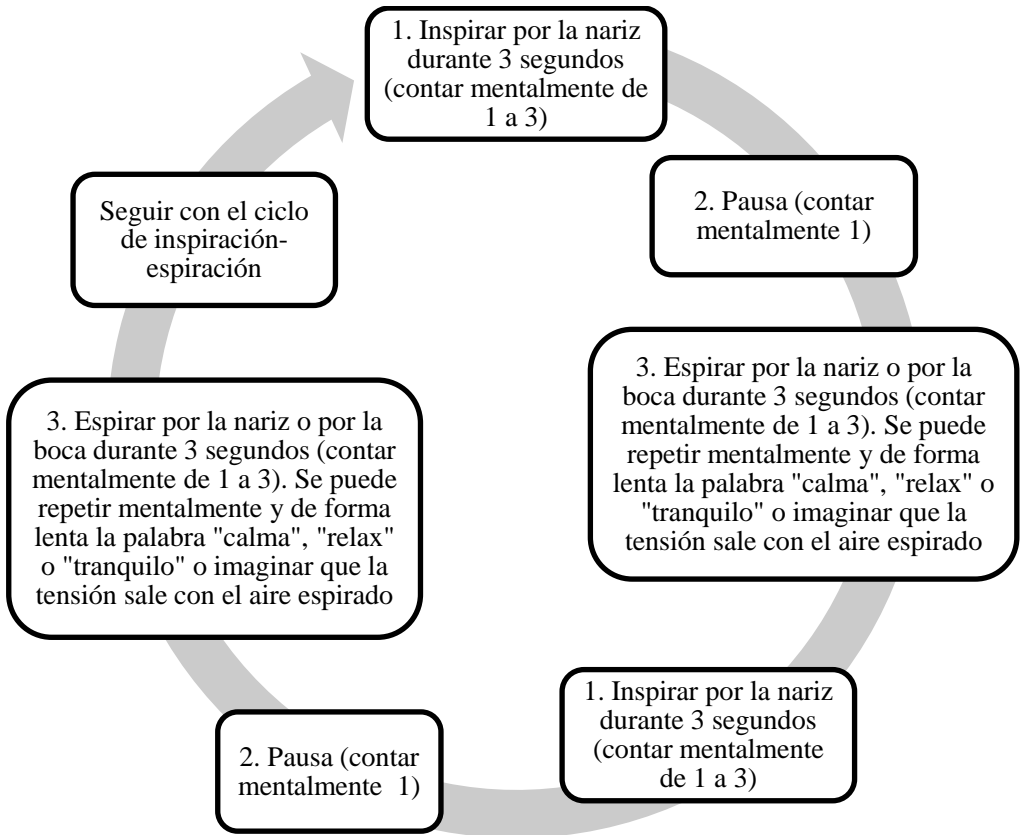 1. Inspirar por la nariz
durante 3 segundos
(contar mentalmente de
1 a 3)
2. Pausa (contar
mentalmente 1)
3. Espirar por la nariz o por la
boca durante 3 segundos (contar
mentalmente de 1 a 3). Se puede
repetir mentalmente y de forma
lenta la palabra "calma", "relax" o
"tranquilo" o imaginar que la
tensión sale con el aire espirado
1. Inspirar por la nariz
durante 3 segundos
(contar mentalmente
de 1 a 3)
2. Pausa (contar
mentalmente  1)
3. Espirar por la nariz o por la
boca durante 3 segundos (contar
mentalmente de 1 a 3). Se puede
repetir mentalmente y de forma
lenta la palabra "calma", "relax"
o "tranquilo" o imaginar que la
tensión sale con el aire espirado
Seguir con el ciclo
de inspiración-
espiración